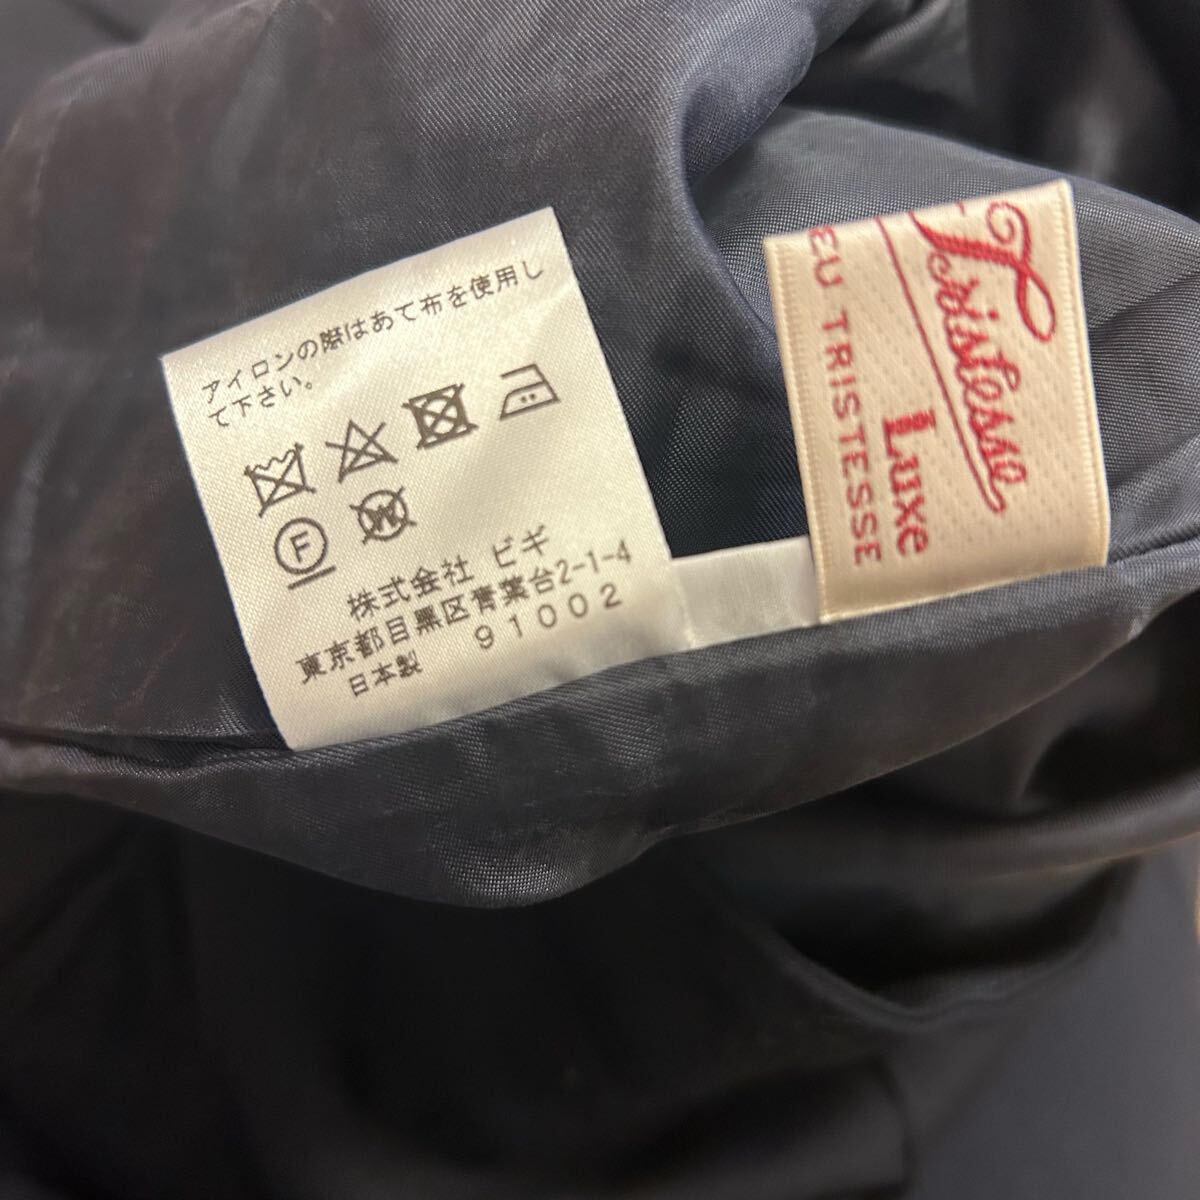 アイロンの際はあて布を使用し
て下さい。
F
W
株式会社 ビギ
東京都目黒区青葉台2-1-4
日本製 91002
Tristesse
Luxe
EU TRISTESSE